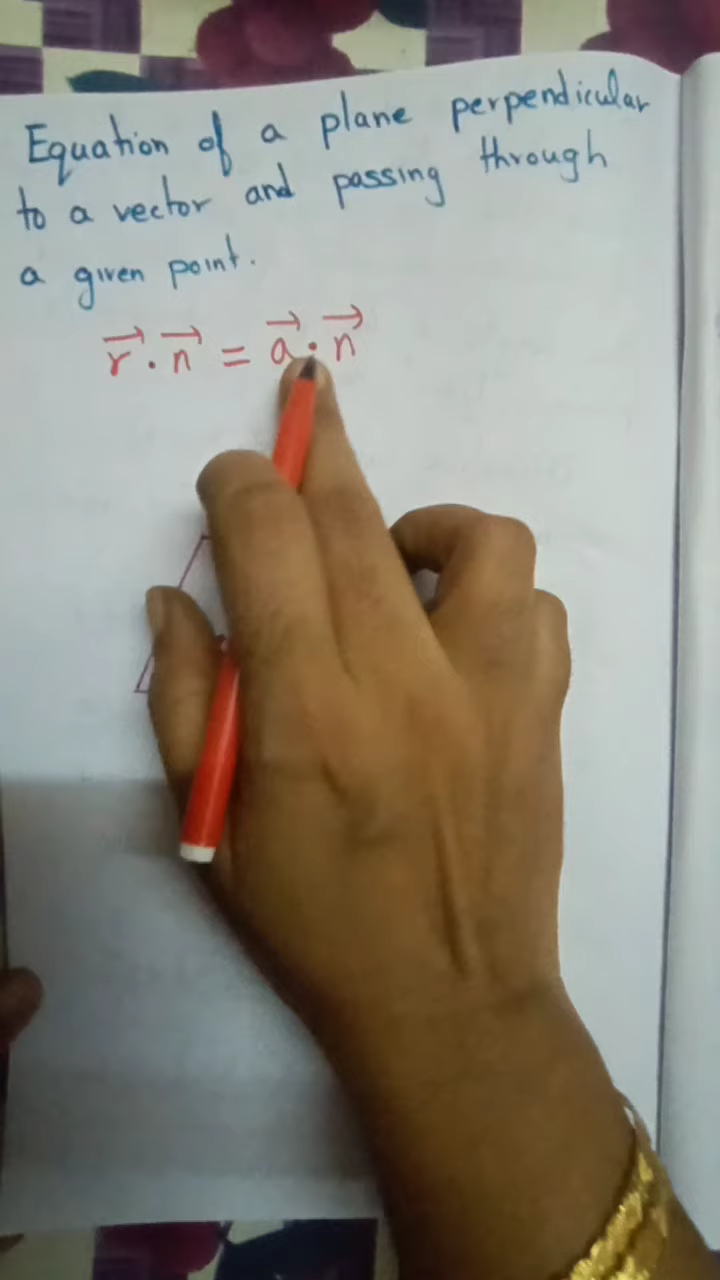 Equation of a plane perpendicular
to a vector and passing through
a given point.
r⃗ . n⃗ = a⃗ . n⃗